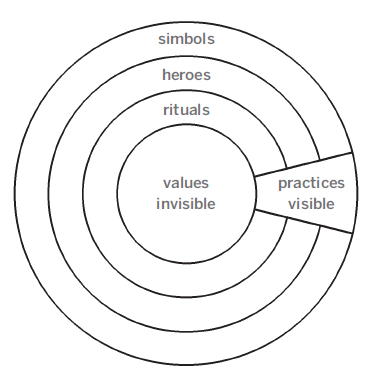 simbols
heroes
rituals
values
invisible
practices
visible